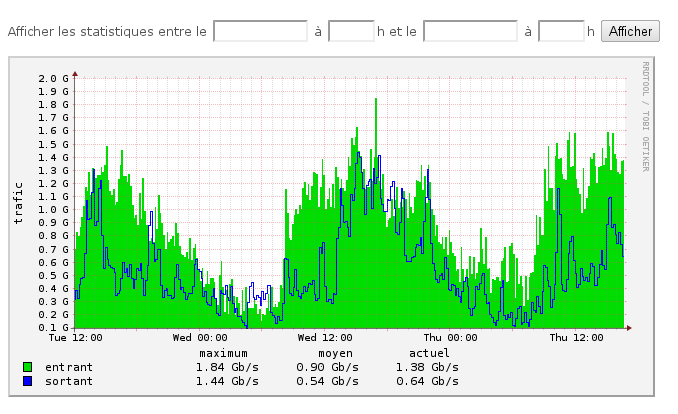 Afficher les statistiques entre le à h et le à h Afficher
RRDTOOL / TOBI OETIKER
trafic
2.0 G
1.9 G
1.8 G
1.7 G
1.6 G
1.5 G
1.4 G
1.3 G
1.2 G
1.1 G
1.0 G
0.9 G
0.8 G
0.7 G
0.6 G
0.5 G
0.4 G
0.3 G
0.2 G
0.1 G
Tue 12:00 Wed 00:00 Wed 12:00 Thu 00:00 Thu 12:00
maximum moyen actuel
entrant 1.84 Gb/s 0.90 Gb/s 1.38 Gb/s
sortant 1.44 Gb/s 0.54 Gb/s 0.64 Gb/s